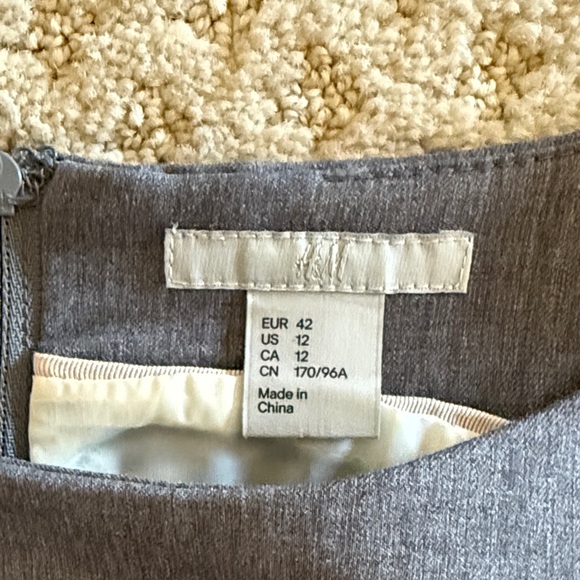 H&M
EUR 42
US 12
CA 12
CN 170/96A
Made in
China